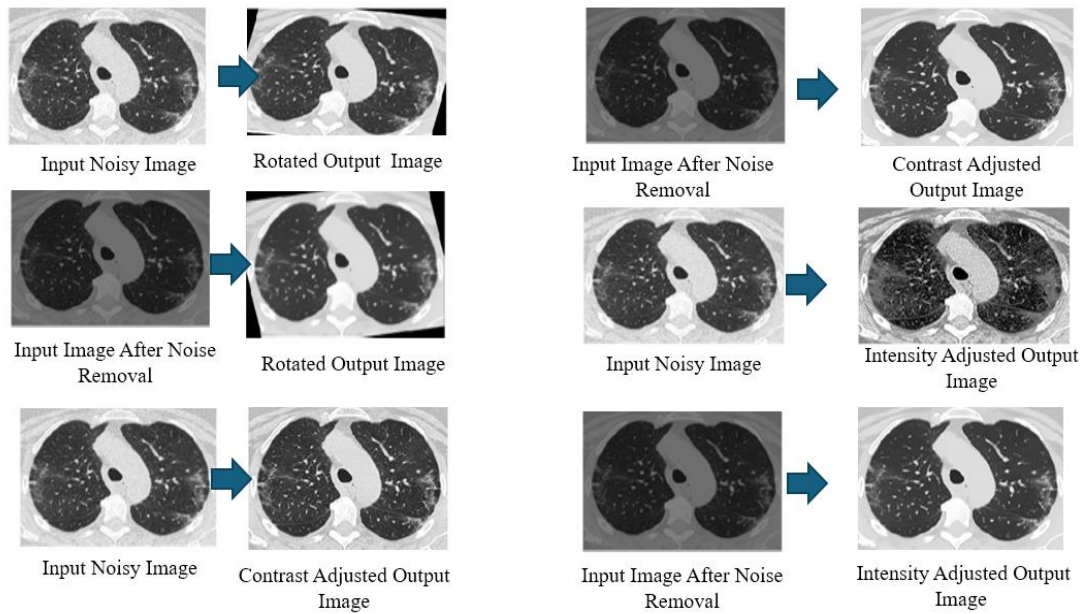 Input Noisy Image
Rotated Output Image
Input Image After Noise
Removal
Rotated Output Image
Input Noisy Image
Contrast Adjusted Output
Image
Input Image After Noise
Removal
Contrast Adjusted
Output Image
Input Noisy Image
Intensity Adjusted Output
Image
Input Image After Noise
Removal
Intensity Adjusted Output
Image